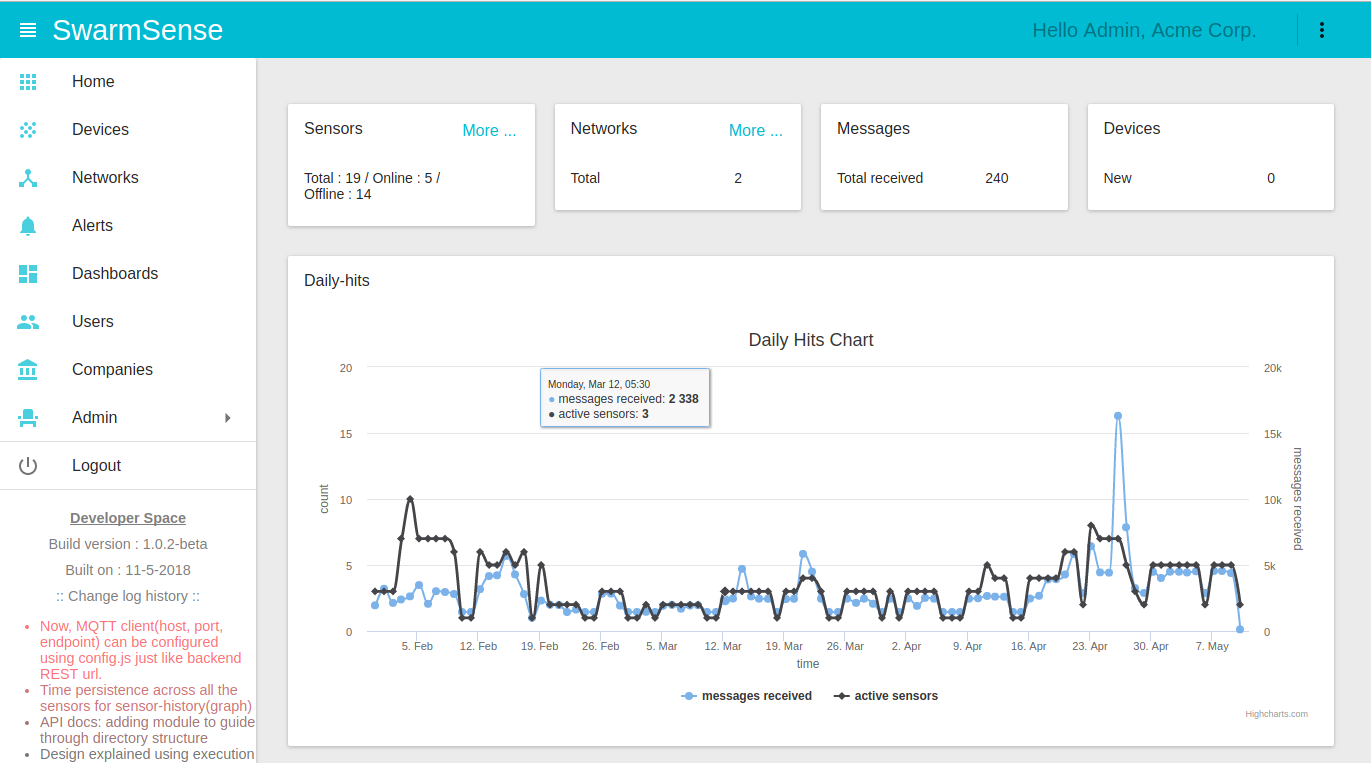 SwarmSense
Hello Admin, Acme Corp.
Home
Devices
Networks
Alerts
Dashboards
Users
Companies
Admin
Logout
Developer Space
Build version : 1.0.2-beta
Built on : 11-5-2018
:: Change log history ::
Now, MQTT client(host, port,
endpoint) can be configured
using config.js just like backend
REST url.
Time persistence across all the
sensors for sensor-history(graph)
API docs: adding module to guide
through directory structure
Design explained using execution
Sensors More ...
Total : 19 / Online : 5 /
Offline : 14
Networks More ...
Total 2
Messages
Total received 240
Devices
New 0
Daily-hits
Daily Hits Chart
Monday, Mar 12, 05:30
● messages received: 2 338
● active sensors: 3
20
15
10
5
0
count
20k
15k
10k
5k
0
messages received
5. Feb 12. Feb 19. Feb 26. Feb 5. Mar 12. Mar 19. Mar 26. Mar 2. Apr 9. Apr 16. Apr 23. Apr 30. Apr 7. May
time
messages received active sensors
Highcharts.com